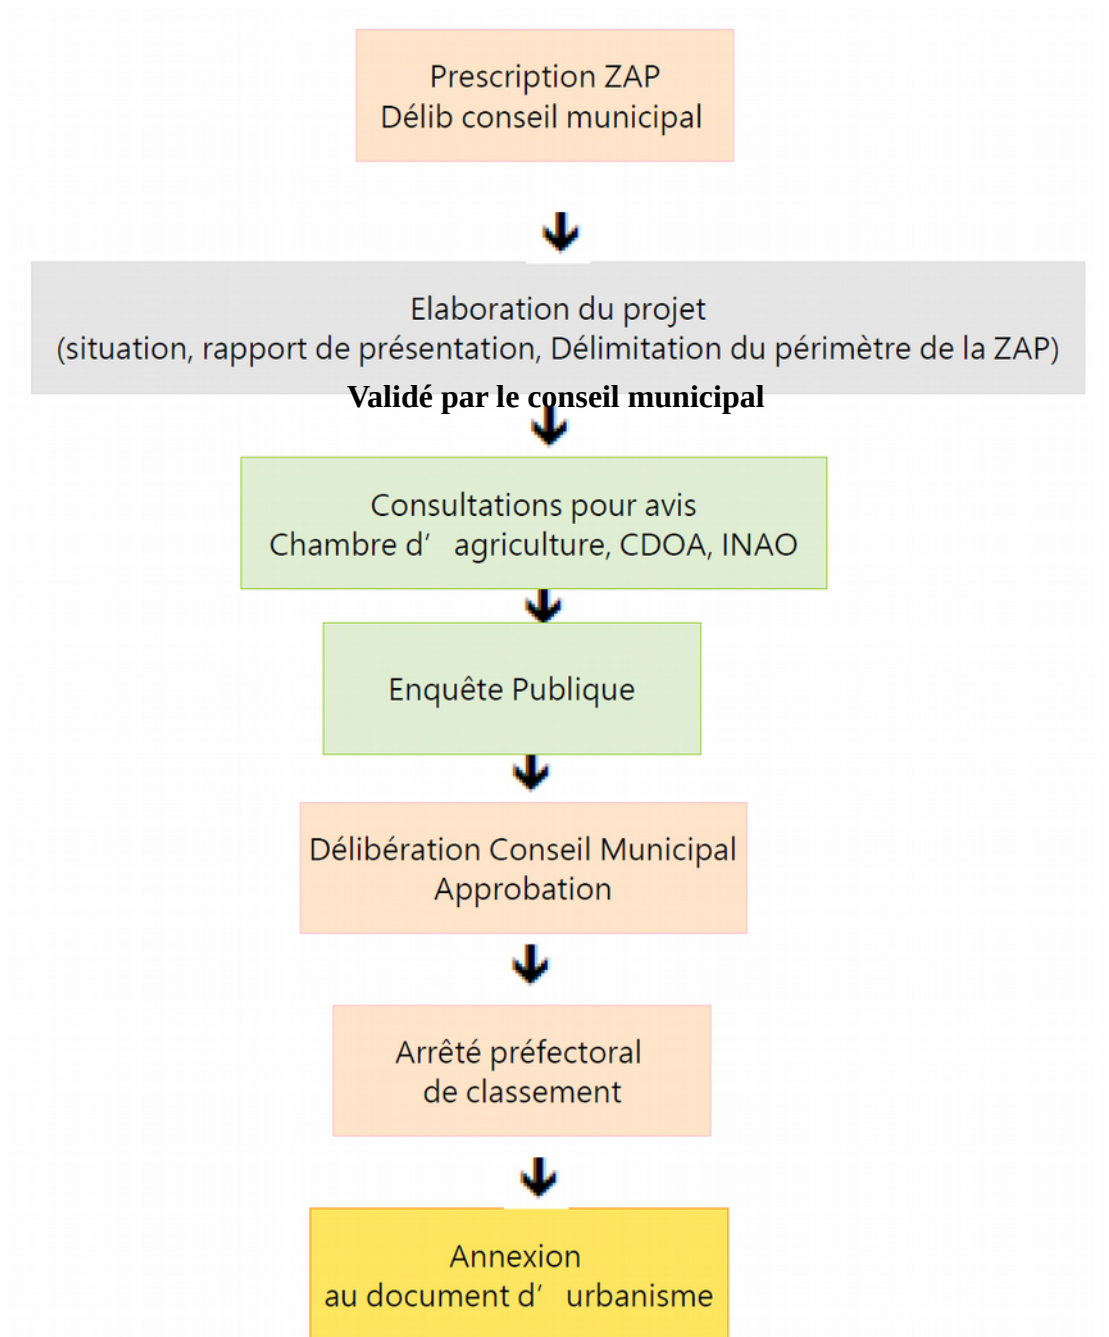 Prescription ZAP
Délib conseil municipal
Elaboration du projet
(situation, rapport de présentation, Délimitation du périmètre de la ZAP)
Validé par le conseil municipal
Consultations pour avis
Chambre d’ agriculture, CDOA, INAO
Enquête Publique
Délibération Conseil Municipal
Approbation
Arrêté préfectoral
de classement
Annexion
au document d’ urbanisme